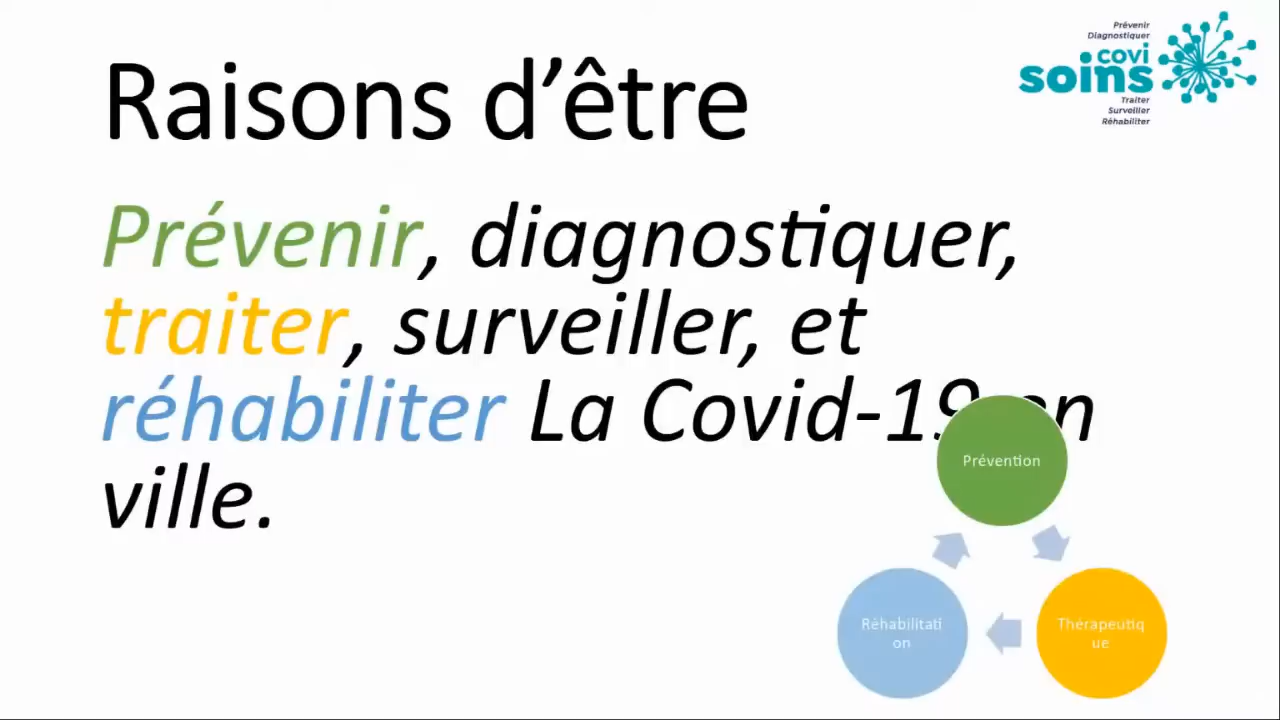 Raisons d’être
Prévenir
Diagnostiquer
covi
soins
Traiter
Surveiller
Réhabiliter
Prévenir, diagnostiquer,
traiter, surveiller, et
réhabiliter La Covid-19 en
ville.
Prévention
Réhabilitati
on
Thérapeutiq
ue